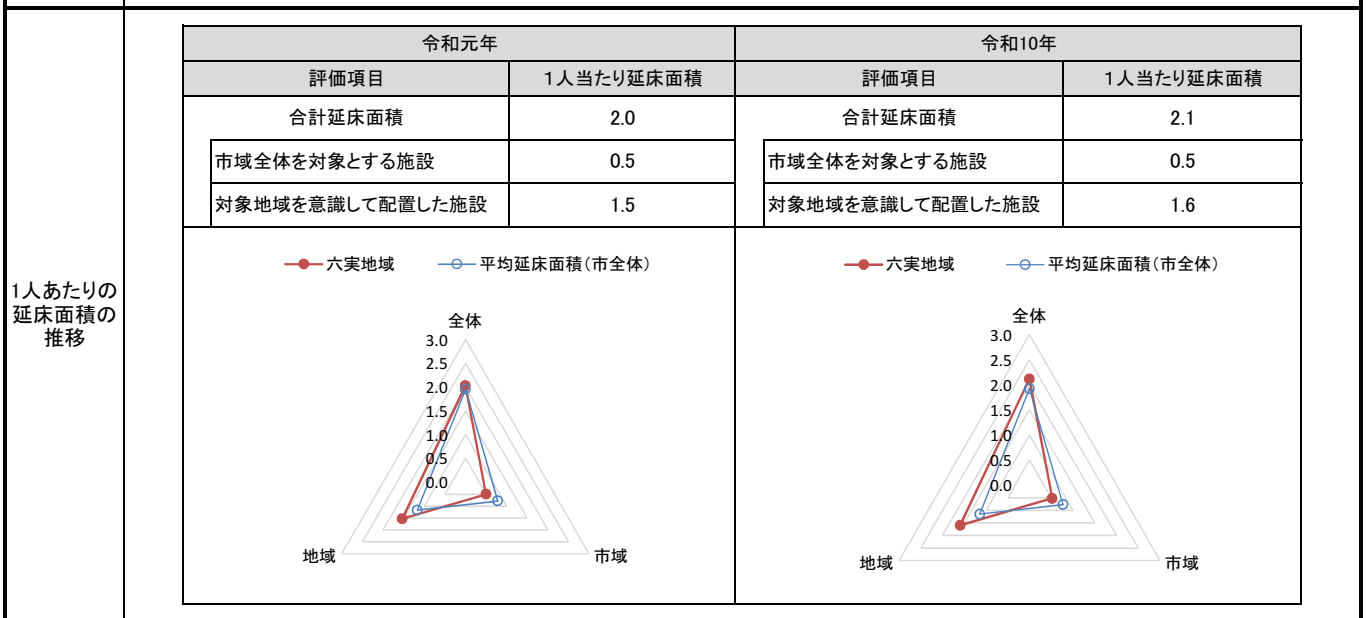 1人あたりの
延床面積の
推移
令和元年
令和10年
評価項目
1人当たり延床面積
評価項目
1人当たり延床面積
合計延床面積
2.0
合計延床面積
2.1
市域全体を対象とする施設
0.5
市域全体を対象とする施設
0.5
対象地域を意識して配置した施設
1.5
対象地域を意識して配置した施設
1.6
六実地域
平均延床面積(市全体)
全体
3.0
2.5
2.0
1.5
1.0
0.5
0.0
地域
市域
六実地域
平均延床面積(市全体)
全体
3.0
2.5
2.0
1.5
1.0
0.5
0.0
地域
市域